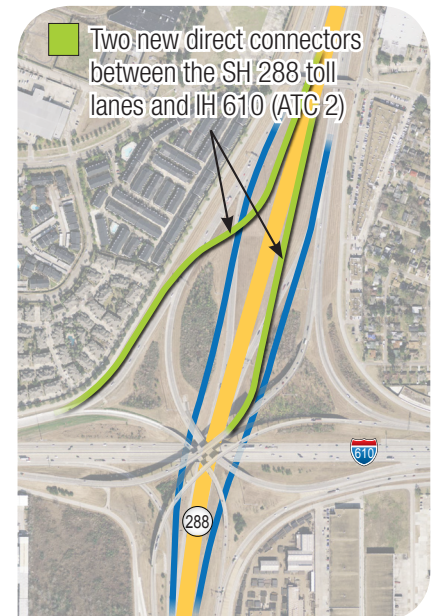 Two new direct connectors
between the SH 288 toll
lanes and IH 610 (ATC 2)
610
288